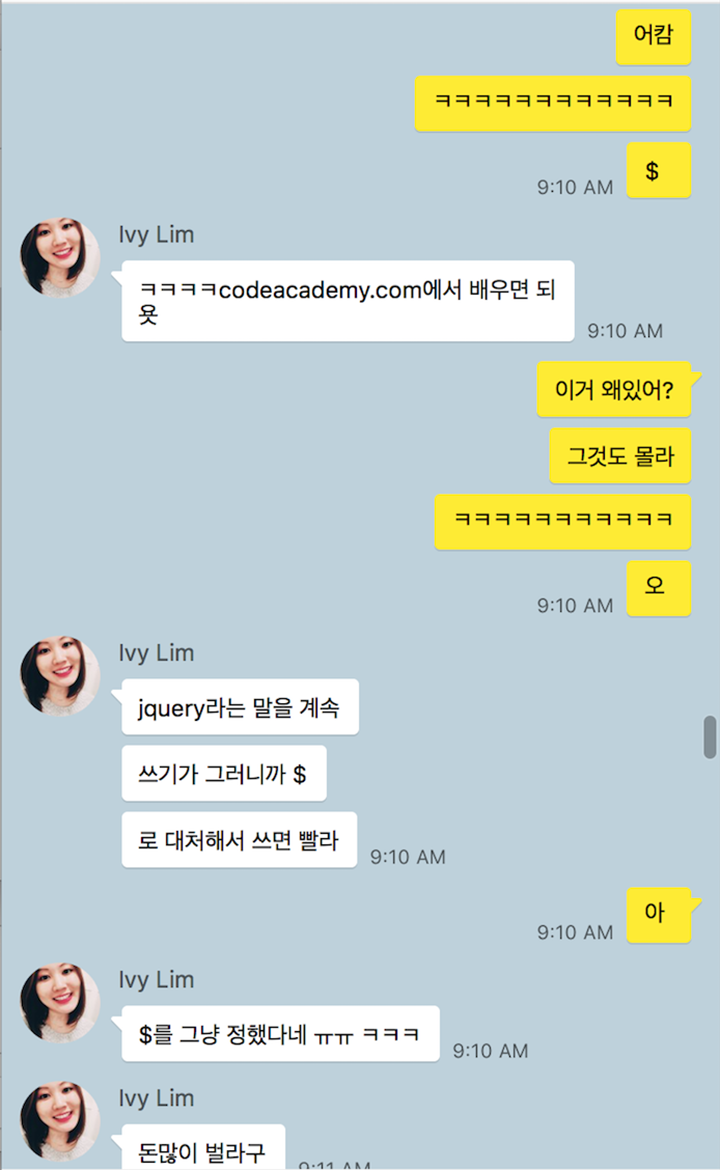 어캄
ㅋㅋㅋㅋㅋㅋㅋㅋㅋㅋㅋㅋ
$
9:10 AM
Ivy Lim
ㅋㅋㅋㅋcodeacademy.com에서 배우면 되
욧
9:10 AM
이거 왜있어?
그것도 몰라
ㅋㅋㅋㅋㅋㅋㅋㅋㅋㅋㅋ
오
9:10 AM
Ivy Lim
jquery라는 말을 계속
쓰기가 그러니까 $
로 대처해서 쓰면 빨라
9:10 AM
아
9:10 AM
Ivy Lim
$를 그냥 정했다네 ㅠㅠ ㅋㅋㅋ
9:10 AM
Ivy Lim
돈많이 벌라구
9:11 AM